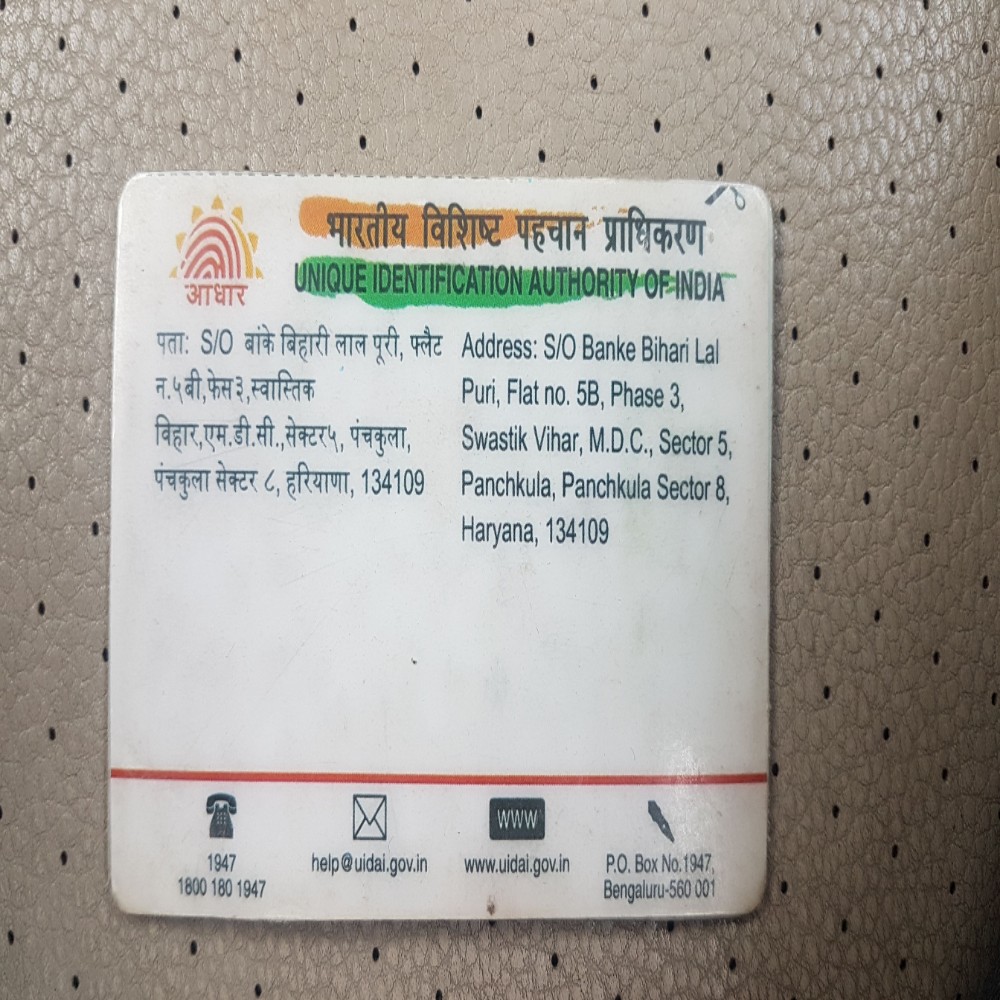 भारतीय विशिष्ट पहचान प्राधिकरण
UNIQUE IDENTIFICATION AUTHORITY OF INDIA
आधार
पता: S/O बांके बिहारी लाल पूरी, फ्लैट
न.५बी,फेस३,स्वास्तिक
विहार,एम.डी.सी.,सेक्टर५, पंचकुला,
पंचकुला सेक्टर ८, हरियाणा, 134109
Address: S/O Banke Bihari Lal
Puri, Flat no. 5B, Phase 3,
Swastik Vihar, M.D.C., Sector 5,
Panchkula, Panchkula Sector 8,
Haryana, 134109
1947
1800 180 1947
help@uidai.gov.in
WWW
www.uidai.gov.in
P.O. Box No.1947,
Bengaluru-560 001